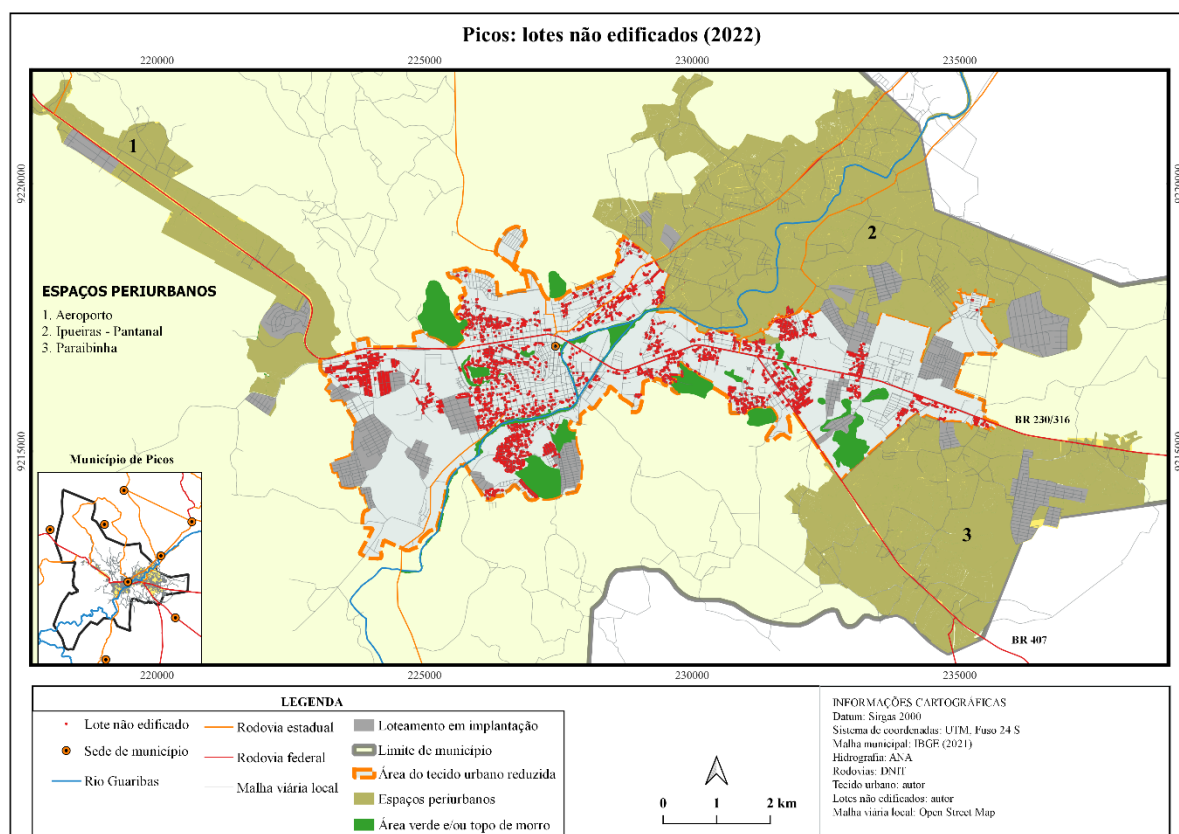 Picos: lotes não edificados (2022)
220000 225000 230000 235000
9220000
9215000
9220000
9215000
1
2
3
ESPAÇOS PERIURBANOS
1. Aeroporto
2. Ipueiras - Pantanal
3. Paraibinha
BR 230/316
BR 407
Município de Picos
220000 225000 230000 235000
LEGENDA
Lote não edificado
Sede de município
Rio Guaribas
Rodovia estadual
Rodovia federal
Malha viária local
Loteamento em implantação
Limite de município
Área do tecido urbano reduzida
Espaços periurbanos
Área verde e/ou topo de morro
0 1 2 km
INFORMAÇÕES CARTOGRÁFICAS
Datum: Sirgas 2000
Sistema de coordenadas: UTM, Fuso 24 S
Malha municipal: IBGE (2021)
Hidrografia: ANA
Rodovias: DNIT
Tecido urbano: autor
Lotes não edificados: autor
Malha viária local: Open Street Map